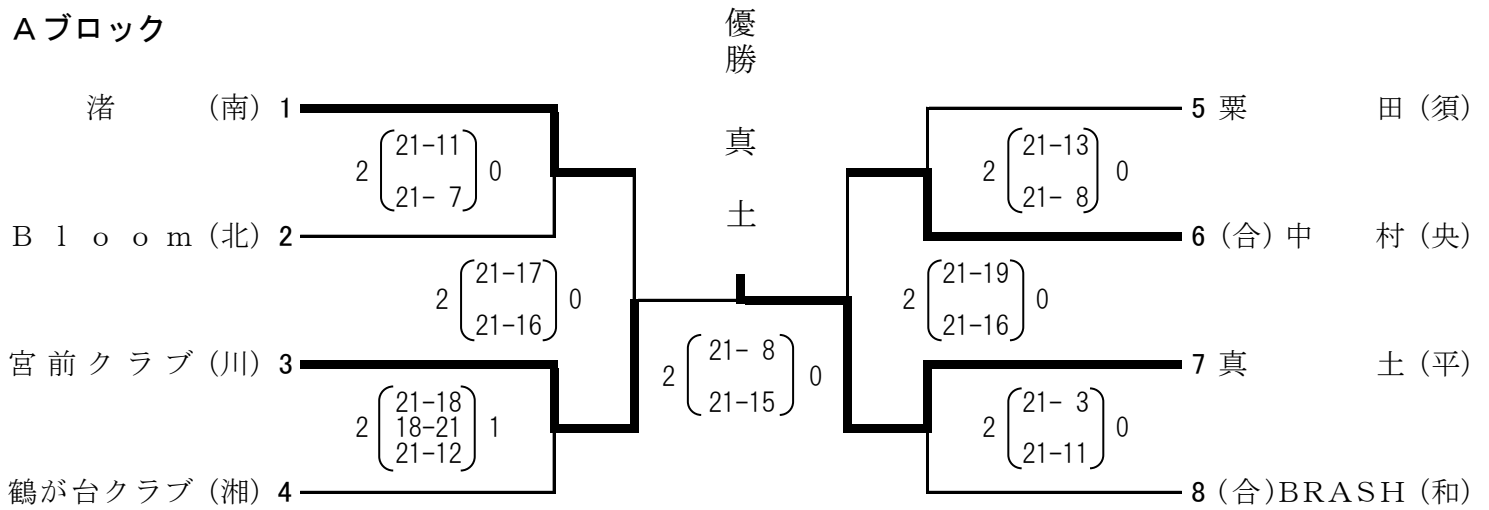 Aブロック
優勝 真土
渚 (南) 1
2 21-11 0
21- 7
Bloom (北) 2
2 21-17 0
21-16
宮前クラブ (川) 3
2 21-18 1
18-21
21-12
鶴が台クラブ (湘) 4
2 21- 8 0
21-15
5 粟田 (須)
2 21-13 0
21- 8
6 (合) 中村 (央)
2 21-19 0
21-16
7 真土 (平)
2 21- 3 0
21-11
8 (合)BRASH (和)